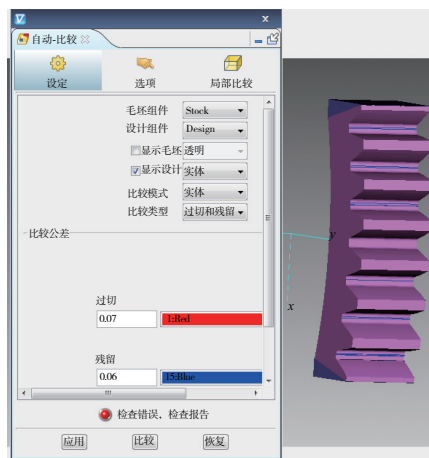 自动-比较
设定 选项 局部比较
毛坯组件 Stock
设计组件 Design
显示毛坯 透明
显示设计 实体
比较模式 实体
比较类型 过切和残留
比较公差
过切
0.07 1:Red
残留
0.06 15:Blue
检查错误，检查报告
应用 比较 恢复
y
x